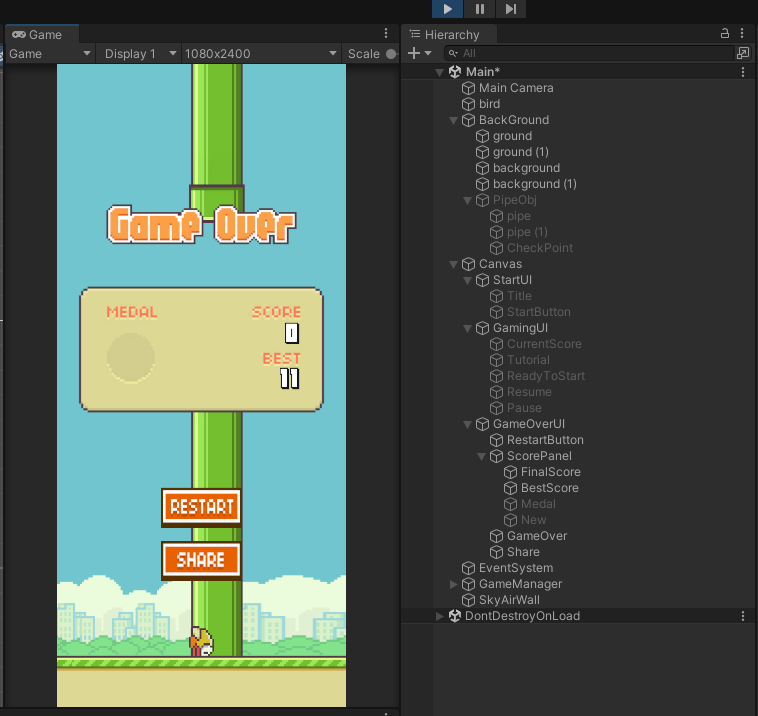 Game
Hierarchy
Game
Display 1
1080x2400
Scale
All
Main*
Main Camera
bird
BackGround
ground
ground (1)
background
background (1)
PipeObj
pipe
pipe (1)
CheckPoint
Canvas
StartUI
Title
StartButton
GamingUI
CurrentScore
Tutorial
ReadyToStart
Resume
Pause
GameOverUI
RestartButton
ScorePanel
FinalScore
BestScore
Medal
New
GameOver
Share
EventSystem
GameManager
SkyAirWall
DontDestroyOnLoad
Game Over
MEDAL
SCORE
0
BEST
11
RESTART
SHARE